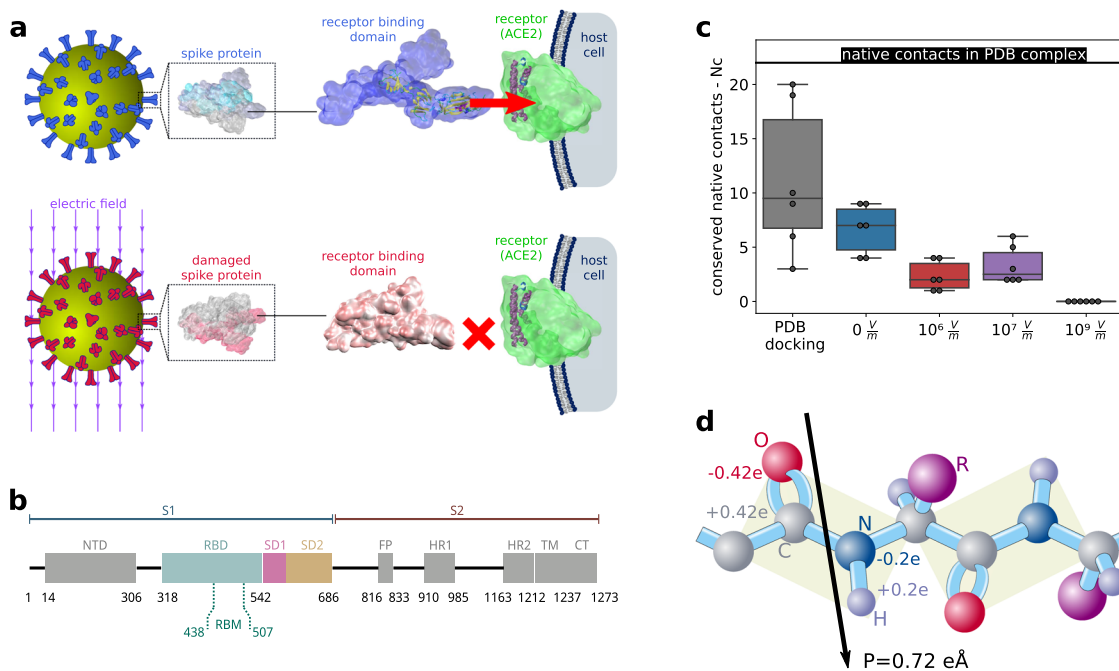 a
spike protein
receptor binding
domain
receptor
(ACE2)
host
cell
electric field
damaged
spike protein
receptor binding
domain
receptor
(ACE2)
host
cell
b
S1
S2
NTD
RBD
SD1
SD2
FP
HR1
HR2
TM
CT
1
14
306
318
542
686
816
833
910
985
1163
1212
1237
1273
438
RBM
507
c
native contacts in PDB complex
conserved native contacts - Nc
20
15
10
5
0
PDB
docking
0 V/m
10⁶ V/m
10⁷ V/m
10⁹ V/m
d
O
-0.42e
R
+0.42e
N
C
-0.2e
+0.2e
H
P=0.72 eÅ